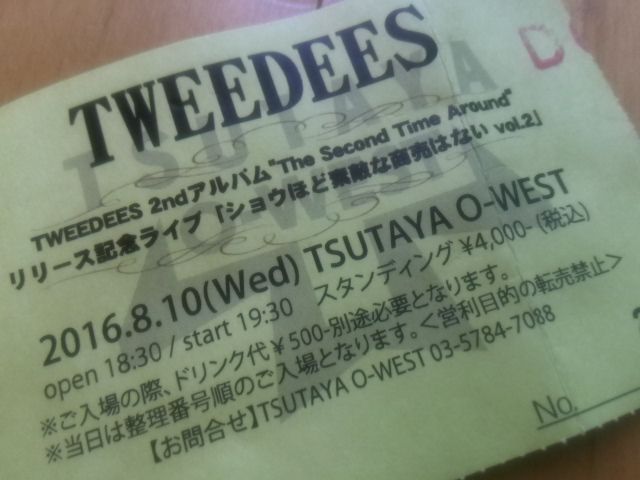 TWEEDEES
TWEEDEES 2ndアルバム"The Second Time Around"
リリース記念ライブ「ショウほど素敵な商売はない vol.2」
2016.8.10(Wed) TSUTAYA O-WEST
open 18:30 / start 19:30 スタンディング ¥4,000- (税込)
※ご入場の際、ドリンク代¥500-別途必要となります。
※当日は整理番号順のご入場となります。<営利目的の転売禁止>
【お問合せ】TSUTAYA O-WEST 03-5784-7088
No.
TSUTAYA
O-WEST
D